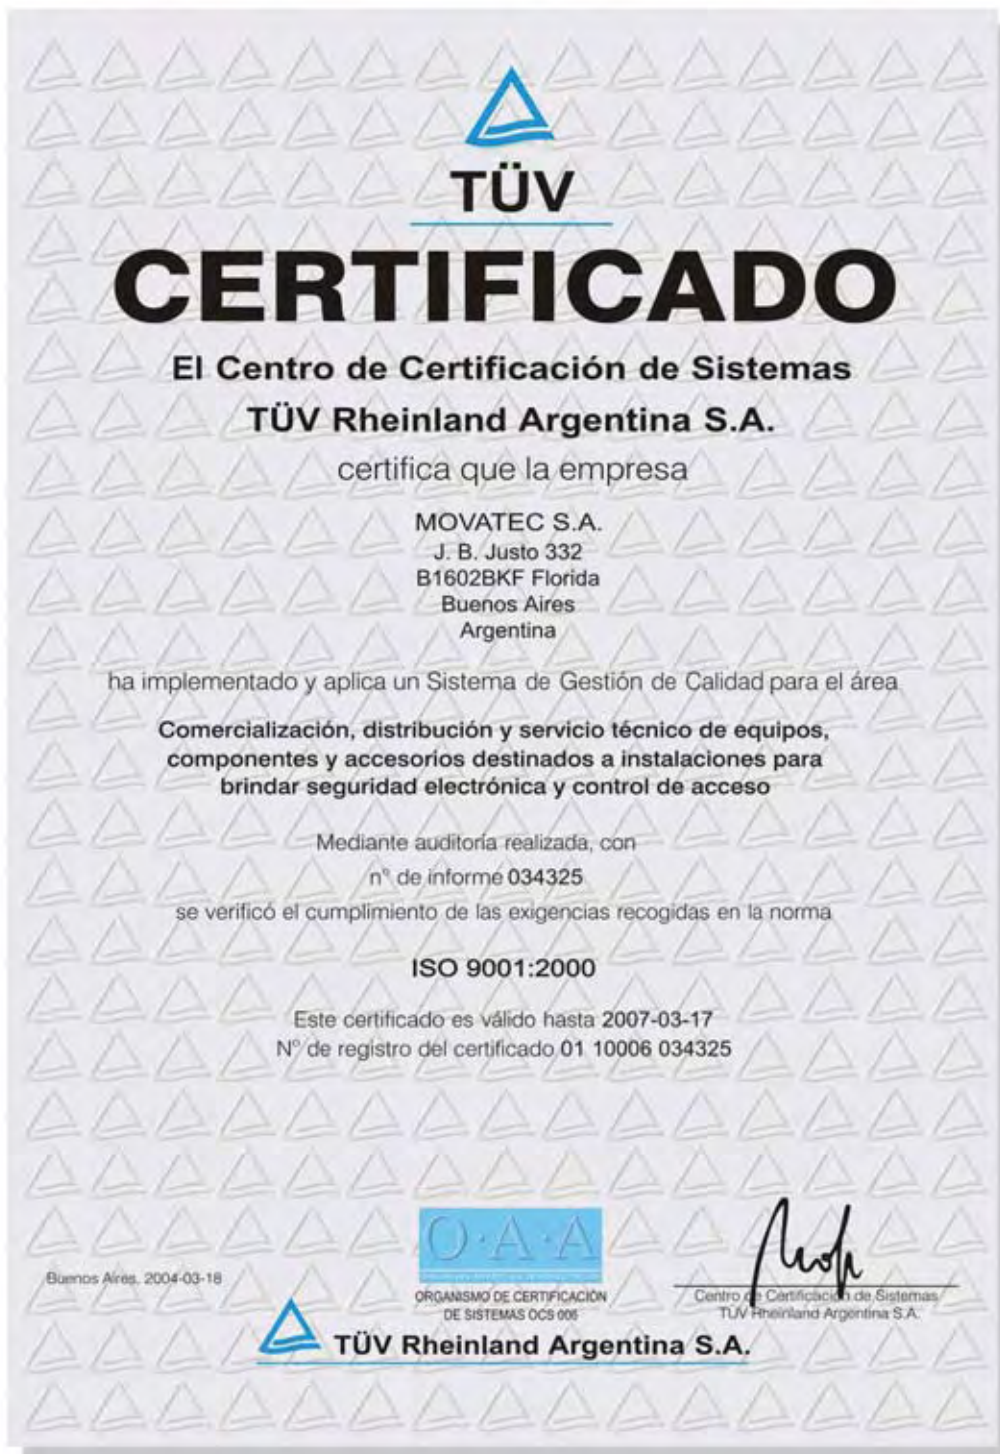 TÜV
CERTIFICADO
El Centro de Certificación de Sistemas
TÜV Rheinland Argentina S.A.
certifica que la empresa
MOVATEC S.A.
J. B. Justo 332
B1602BKF Florida
Buenos Aires
Argentina
ha implementado y aplica un Sistema de Gestión de Calidad para el área
Comercialización, distribución y servicio técnico de equipos,
componentes y accesorios destinados a instalaciones para
brindar seguridad electrónica y control de acceso
Mediante auditoría realizada, con
n° de informe 034325
se verificó el cumplimiento de las exigencias recogidas en la norma
ISO 9001:2000
Este certificado es válido hasta 2007-03-17
N° de registro del certificado 01 10006 034325
O·A·A
Buenos Aires, 2004-03-18
ORGANISMO DE CERTIFICACIÓN
DE SISTEMAS OCS 006
Centro de Certificación de Sistemas
TÜV Rheinland Argentina S.A.
TÜV Rheinland Argentina S.A.